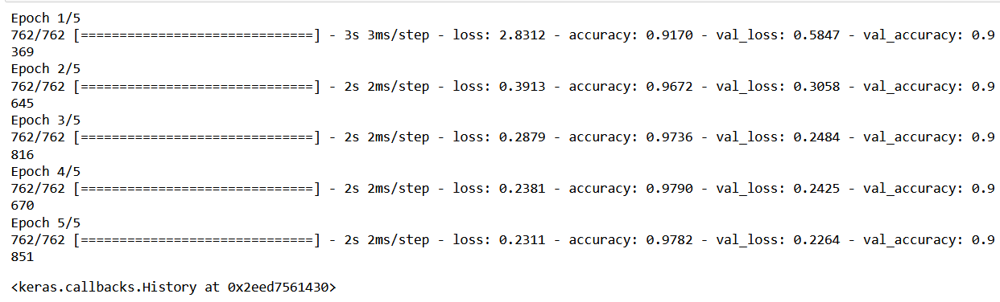 Epoch 1/5
762/762 [==============================] - 3s 3ms/step - loss: 2.8312 - accuracy: 0.9170 - val_loss: 0.5847 - val_accuracy: 0.9
369
Epoch 2/5
762/762 [==============================] - 2s 2ms/step - loss: 0.3913 - accuracy: 0.9672 - val_loss: 0.3058 - val_accuracy: 0.9
645
Epoch 3/5
762/762 [==============================] - 2s 2ms/step - loss: 0.2879 - accuracy: 0.9736 - val_loss: 0.2484 - val_accuracy: 0.9
816
Epoch 4/5
762/762 [==============================] - 2s 2ms/step - loss: 0.2381 - accuracy: 0.9790 - val_loss: 0.2425 - val_accuracy: 0.9
670
Epoch 5/5
762/762 [==============================] - 2s 2ms/step - loss: 0.2311 - accuracy: 0.9782 - val_loss: 0.2264 - val_accuracy: 0.9
851
<keras.callbacks.History at 0x2eed7561430>